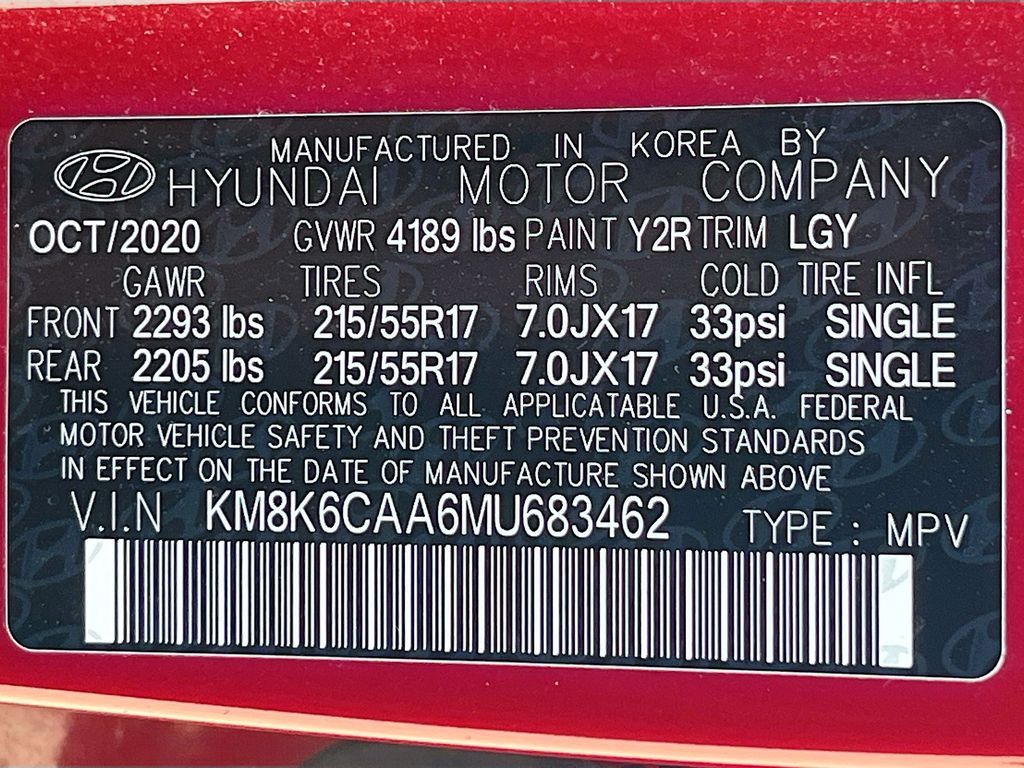 MANUFACTURED IN KOREA BY
HYUNDAI MOTOR COMPANY
OCT/2020 GVWR 4189 lbs PAINT Y2R TRIM LGY
GAWR TIRES RIMS COLD TIRE INFL
FRONT 2293 lbs 215/55R17 7.0JX17 33psi SINGLE
REAR 2205 lbs 215/55R17 7.0JX17 33psi SINGLE
THIS VEHICLE CONFORMS TO ALL APPLICATABLE U.S.A. FEDERAL
MOTOR VEHICLE SAFETY AND THEFT PREVENTION STANDARDS
IN EFFECT ON THE DATE OF MANUFACTURE SHOWN ABOVE
V.I.N KM8K6CAA6MU683462 TYPE : MPV